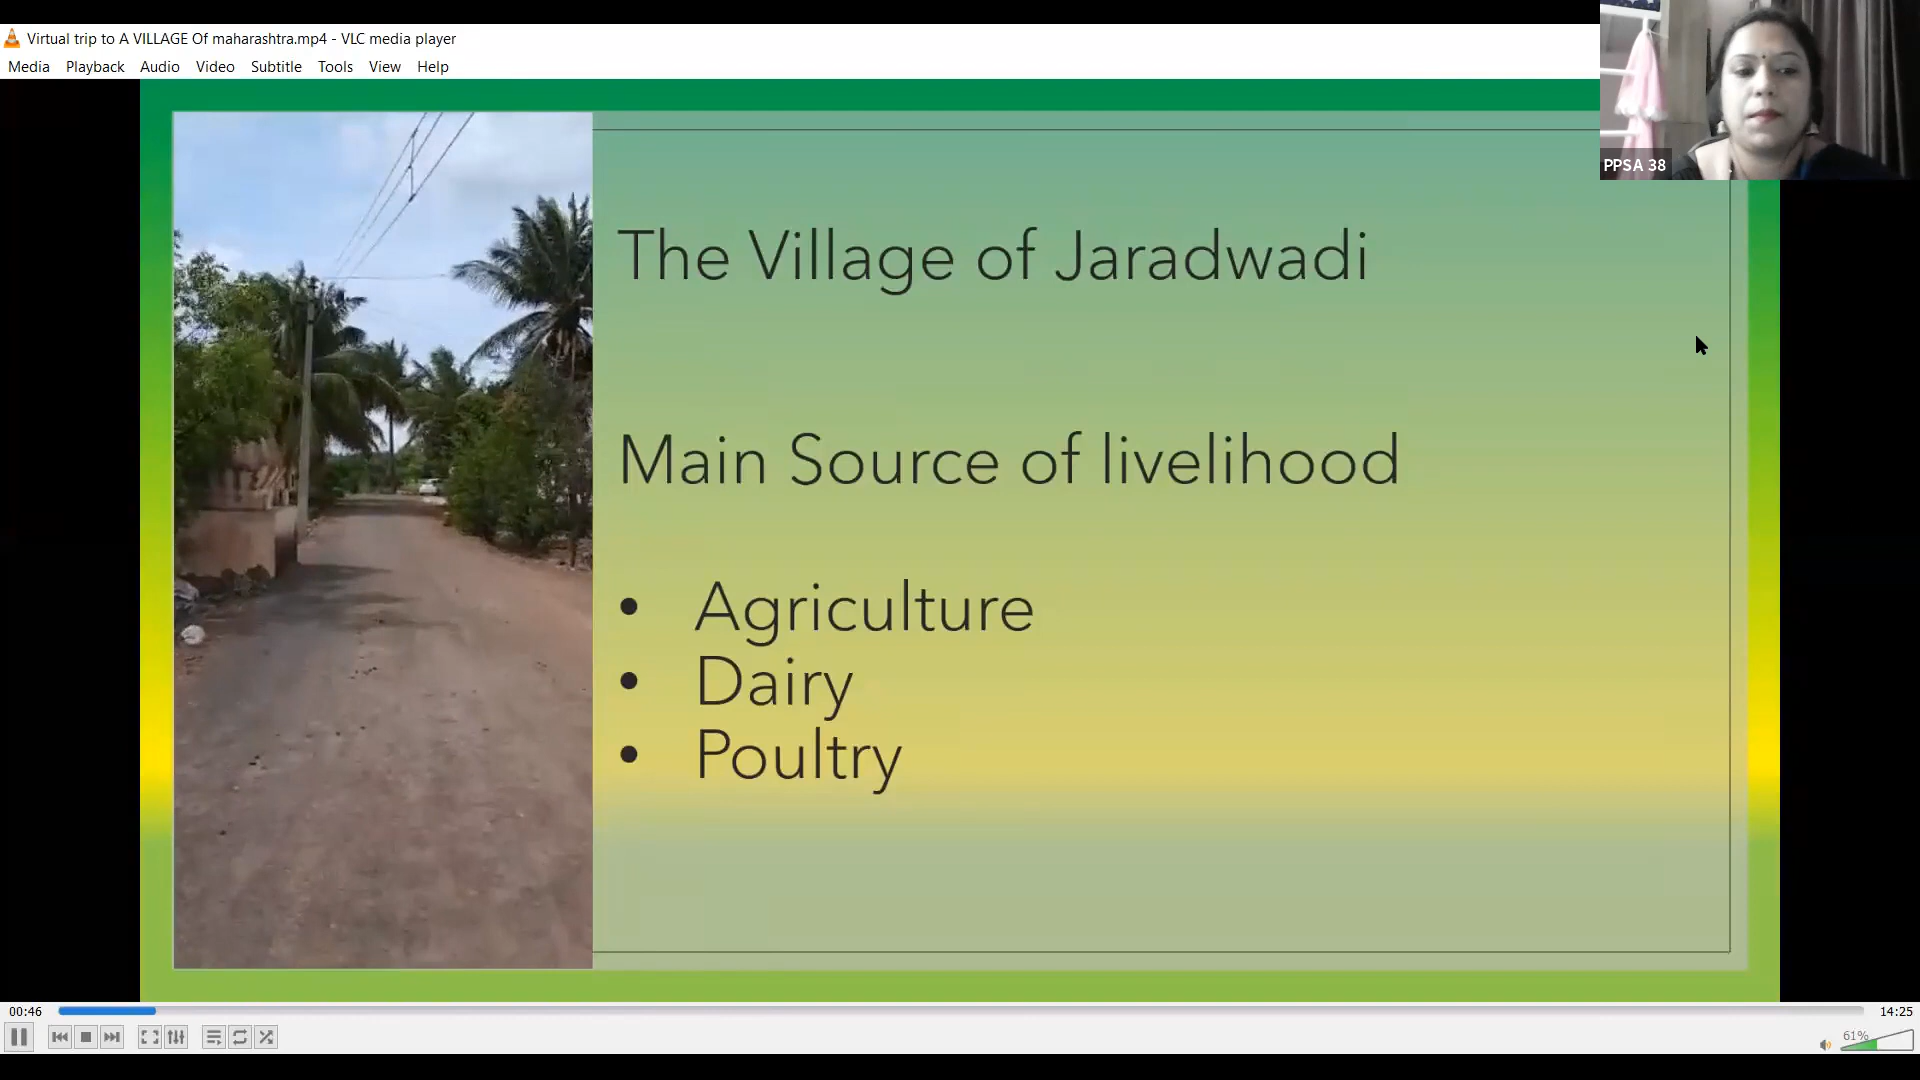 Virtual trip to A VILLAGE Of maharashtra.mp4 - VLC media player
Media Playback Audio Video Subtitle Tools View Help
PPSA 38
The Village of Jaradwadi
Main Source of livelihood
• Agriculture
• Dairy
• Poultry
00:46
14:25
61%